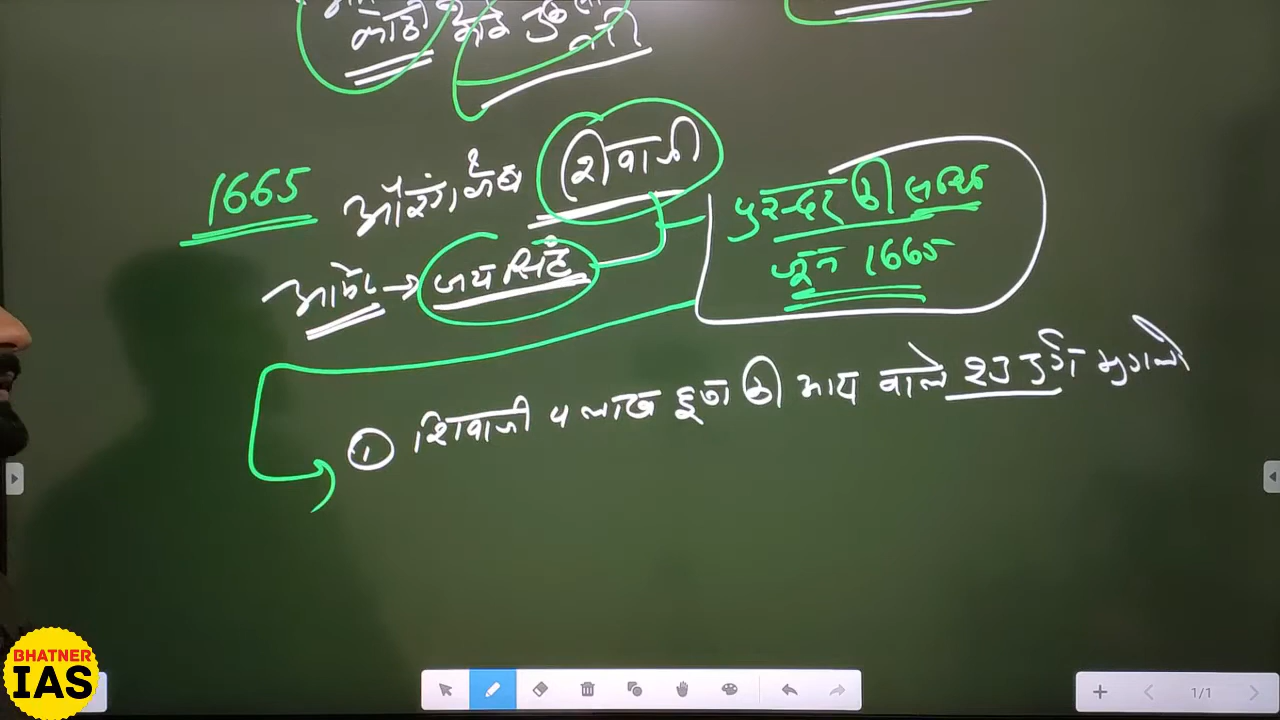 1665 औरंगजेब शिवाजी
पुरन्दर की सन्धि
जून 1665
आमेर → जयसिंह
① शिवाजी 4 लाख हूण की आय वाले 23 दुर्ग मुगलो
BHATNER
IAS
1/1